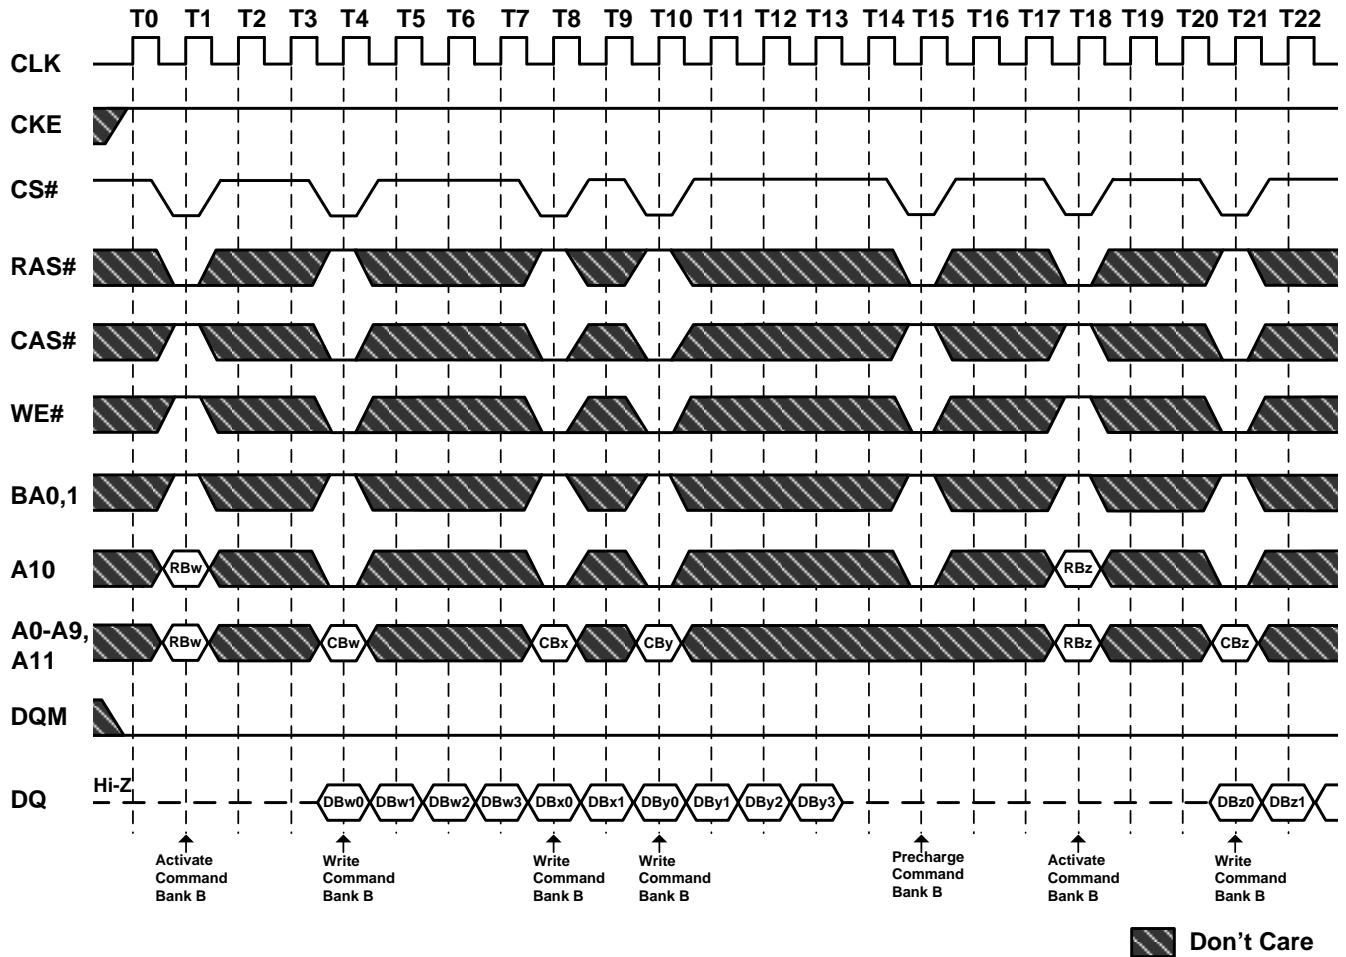 T0 T1 T2 T3 T4 T5 T6 T7 T8 T9 T10 T11 T12 T13 T14 T15 T16 T17 T18 T19 T20 T21 T22
CLK
CKE
CS#
RAS#
CAS#
WE#
BA0,1
A10 RBw RBz
A0-A9,
A11 RBw CBw CBx CBy RBz CBz
DQM
DQ Hi-Z DBw0 DBw1 DBw2 DBw3 DBx0 DBx1 DBy0 DBy1 DBy2 DBy3 DBz0 DBz1
Activate
Command
Bank B
Write
Command
Bank B
Write
Command
Bank B
Write
Command
Bank B
Precharge
Command
Bank B
Activate
Command
Bank B
Write
Command
Bank B
Don't Care